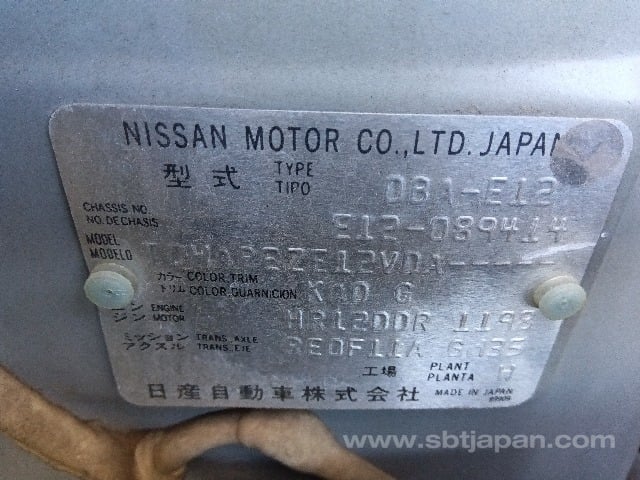 NISSAN MOTOR CO.,LTD. JAPAN
型式 TYPE TIPO DBA-E12
CHASSIS NO. NO. DE CHASIS E12-089414
MODEL MODELO
カラー トリム COLOR, TRIM COLOR, GUARNICION K23 G
エンジン ENGINE MOTOR HR12DDR 1198
ミッション アクスル TRANS. AXLE TRANS. EJE RE0F11A
工場 PLANT PLANTA
日産自動車株式会社 MADE IN JAPAN
www.sbtjapan.com